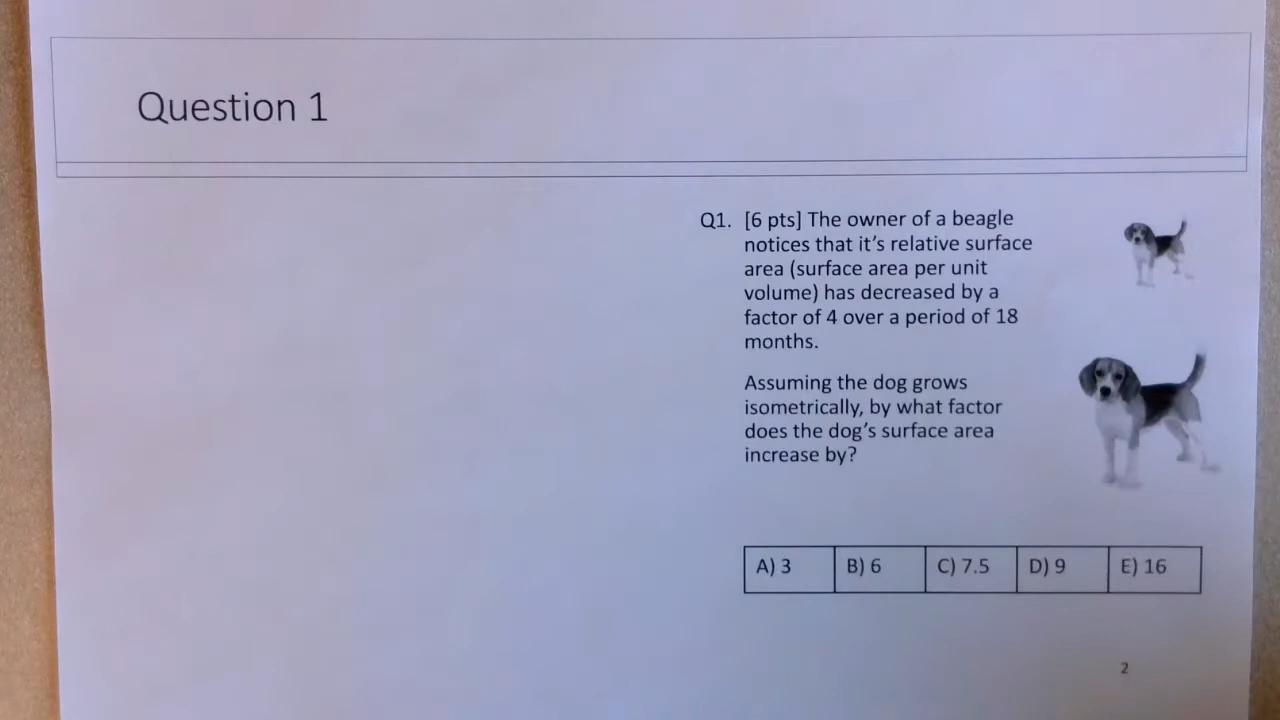 Question 1
Q1. [6 pts] The owner of a beagle
notices that it's relative surface
area (surface area per unit
volume) has decreased by a
factor of 4 over a period of 18
months.
Assuming the dog grows
isometrically, by what factor
does the dog's surface area
increase by?
A) 3 B) 6 C) 7.5 D) 9 E) 16
2